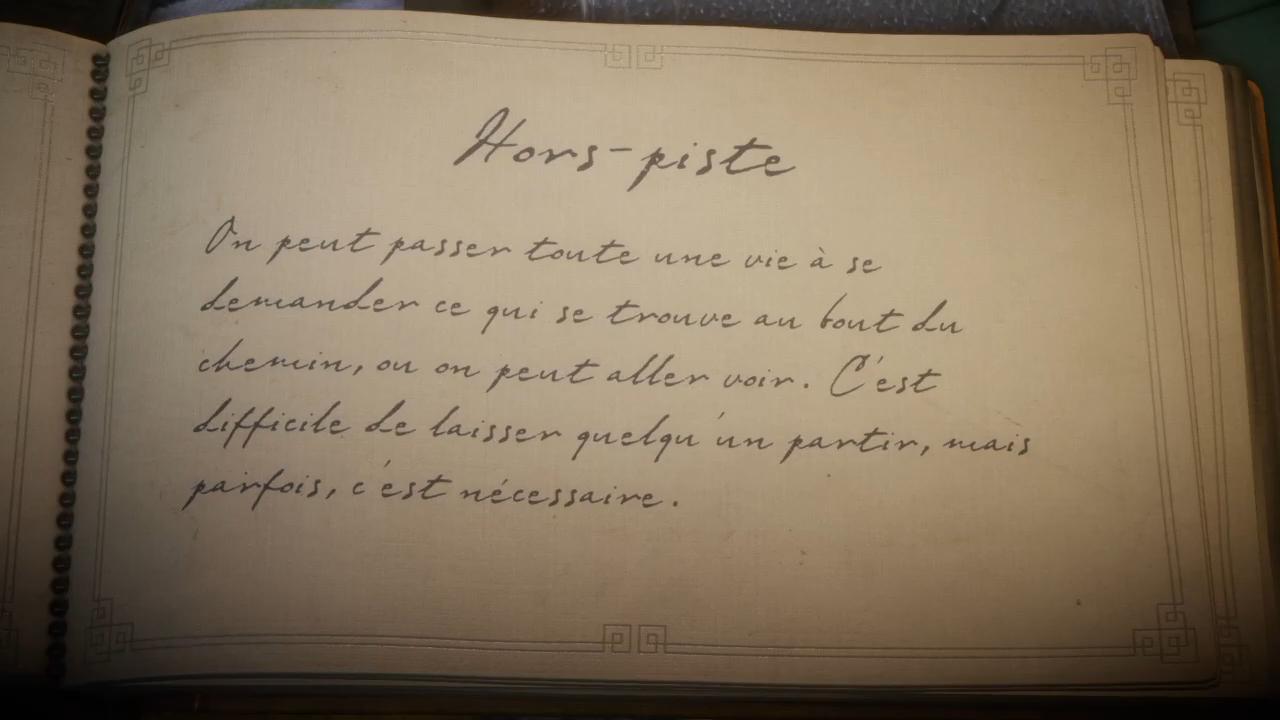 Hors-piste
On peut passer toute une vie à se
demander ce qui se trouve au bout du
chemin, ou on peut aller voir. C'est
difficile de laisser quelqu'un partir, mais
parfois, c'est nécessaire.